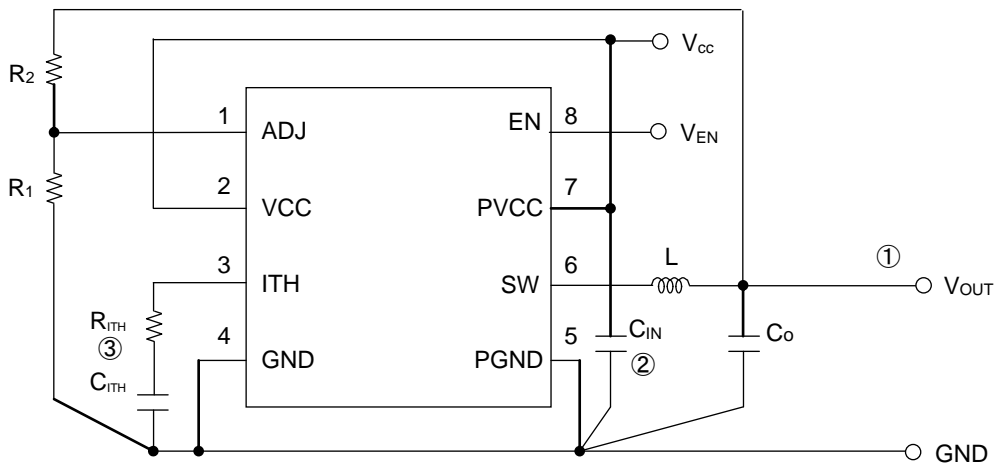 Vcc
R2
1 ADJ EN 8 VEN
R1
2 VCC PVCC 7
3 ITH SW 6 L ① VOUT
RITH
③
CITH
4 GND PGND 5 CIN Co
②
GND